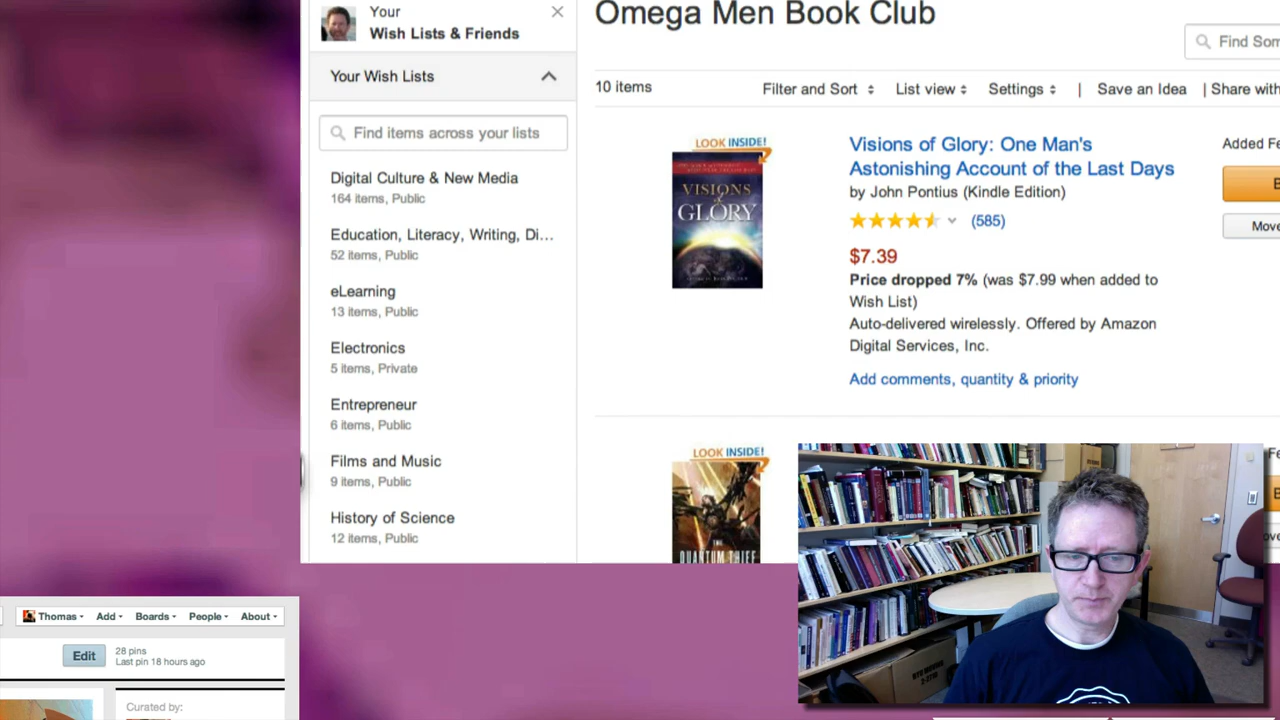 Your
Wish Lists & Friends
Your Wish Lists
Find items across your lists
Digital Culture & New Media
164 items, Public
Education, Literacy, Writing, Di...
52 items, Public
eLearning
13 items, Public
Electronics
5 items, Private
Entrepreneur
6 items, Public
Films and Music
9 items, Public
History of Science
12 items, Public
Omega Men Book Club
Find Som
10 items
Filter and Sort
List view
Settings
|
Save an Idea
| Share with
LOOK INSIDE!
VISIONS
of
GLORY
Visions of Glory: One Man's
Astonishing Account of the Last Days
by John Pontius (Kindle Edition)
(585)
$7.39
Price dropped 7% (was $7.99 when added to
Wish List)
Auto-delivered wirelessly. Offered by Amazon
Digital Services, Inc.
Add comments, quantity & priority
Added Fe
Move
LOOK INSIDE!
THE
QUANTUM THIEF
Thomas
Add
Boards
People
About
Edit
28 pins
Last pin 18 hours ago
Curated by: